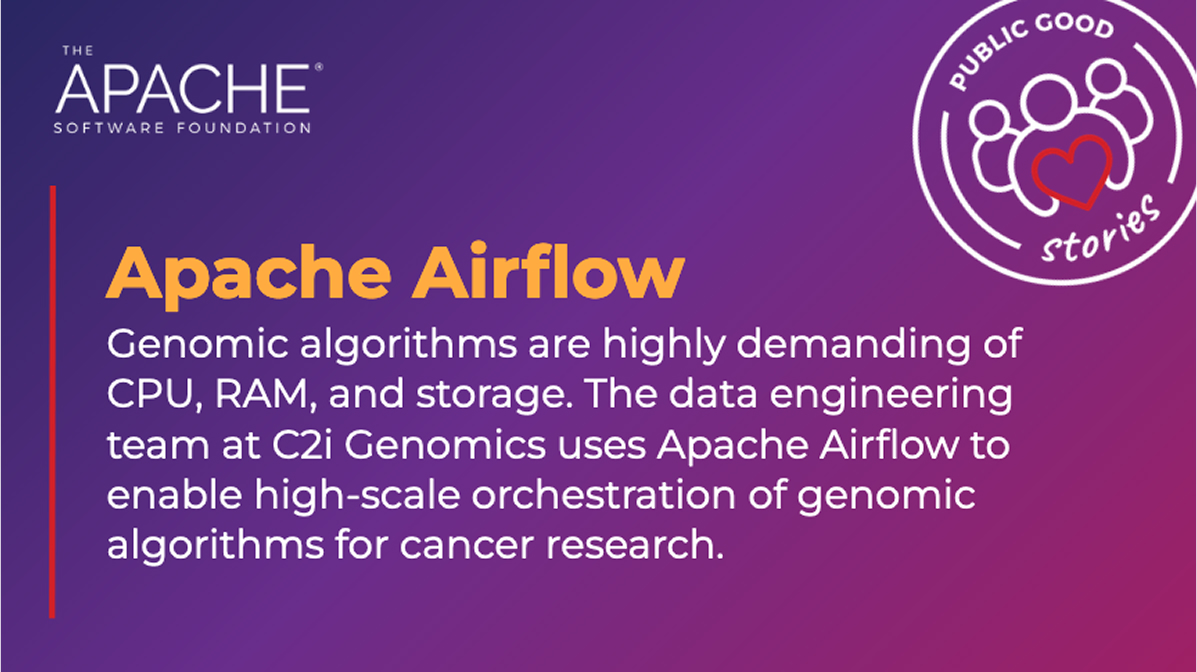 THE
APACHE®
SOFTWARE FOUNDATION
PUBLIC GOOD
stories
Apache Airflow
Genomic algorithms are highly demanding of
CPU, RAM, and storage. The data engineering
team at C2i Genomics uses Apache Airflow to
enable high-scale orchestration of genomic
algorithms for cancer research.